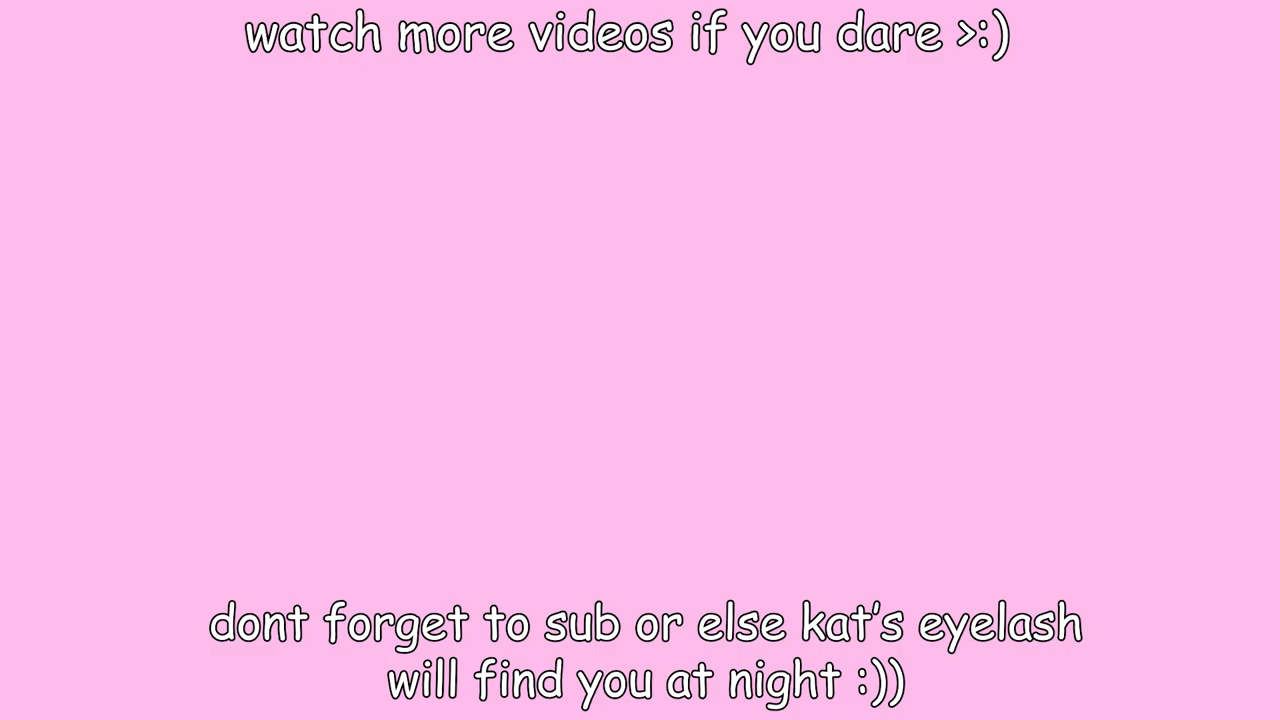 watch more videos if you dare >:)
dont forget to sub or else kat's eyelash
will find you at night :))